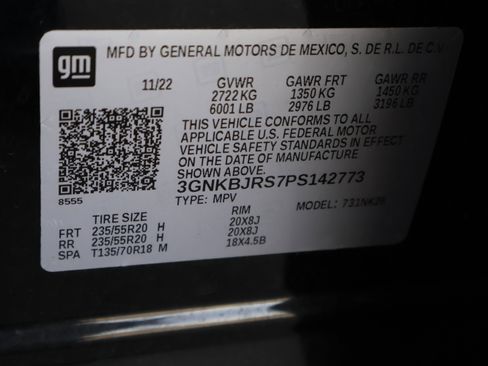 gm
MFD BY GENERAL MOTORS DE MEXICO, S. DE R.L. DE C.V.
11/22 GVWR GAWR FRT GAWR RR
2722 KG 1350 KG 1450 KG
6001 LB 2976 LB 3196 LB
THIS VEHICLE CONFORMS TO ALL
APPLICABLE U.S. FEDERAL MOTOR
VEHICLE SAFETY STANDARDS IN EFFECT
ON THE DATE OF MANUFACTURE
SHOWN ABOVE.
3GNKBJRS7PS142773
8555
TYPE: MPV MODEL: 731NK26
TIRE SIZE RIM
FRT 235/55R20 H 20X8J
RR 235/55R20 H 20X8J
SPA T135/70R18 M 18X4.5B